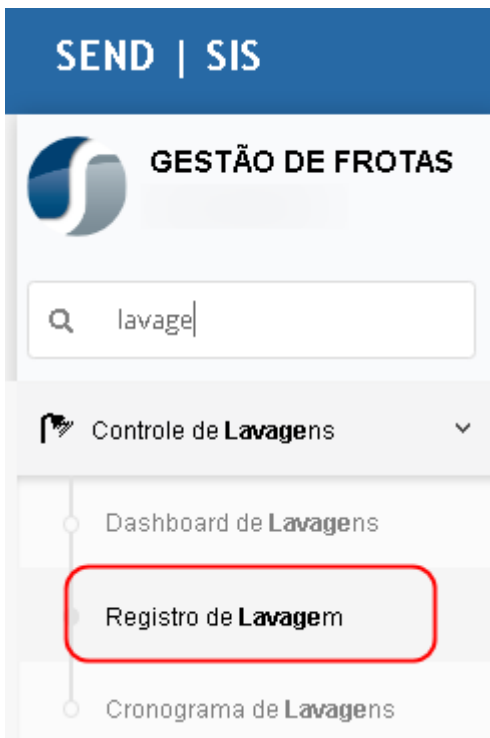 SEND | SIS
GESTÃO DE FROTAS
lavage
Controle de Lavagens
Dashboard de Lavagens
Registro de Lavagem
Cronograma de Lavagens